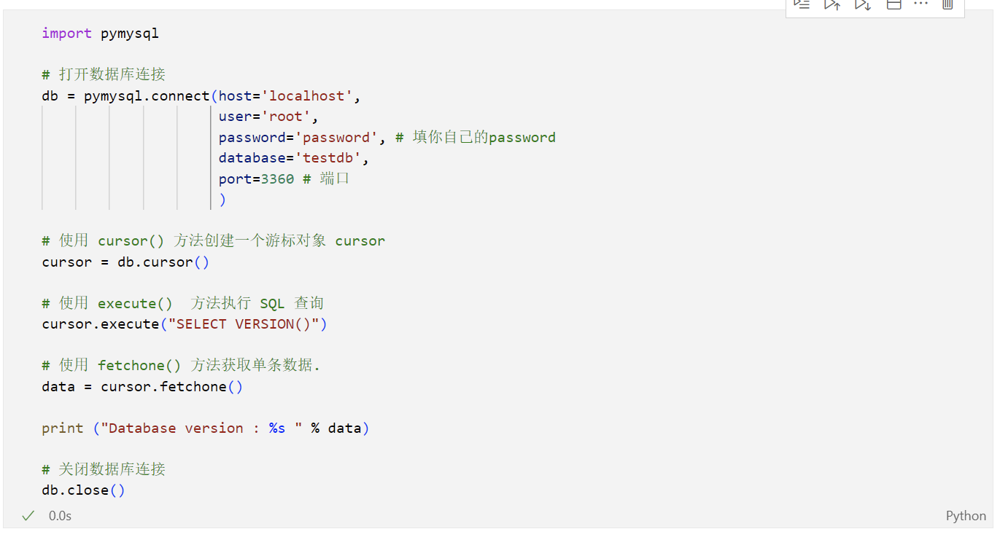 import pymysql
# 打开数据库连接
db = pymysql.connect(host='localhost',
user='root',
password='password', # 填你自己的password
database='testdb',
port=3360 # 端口
)
# 使用 cursor() 方法创建一个游标对象 cursor
cursor = db.cursor()
# 使用 execute()  方法执行 SQL 查询
cursor.execute("SELECT VERSION()")
# 使用 fetchone() 方法获取单条数据.
data = cursor.fetchone()
print ("Database version : %s " % data)
# 关闭数据库连接
db.close()
0.0s
Python